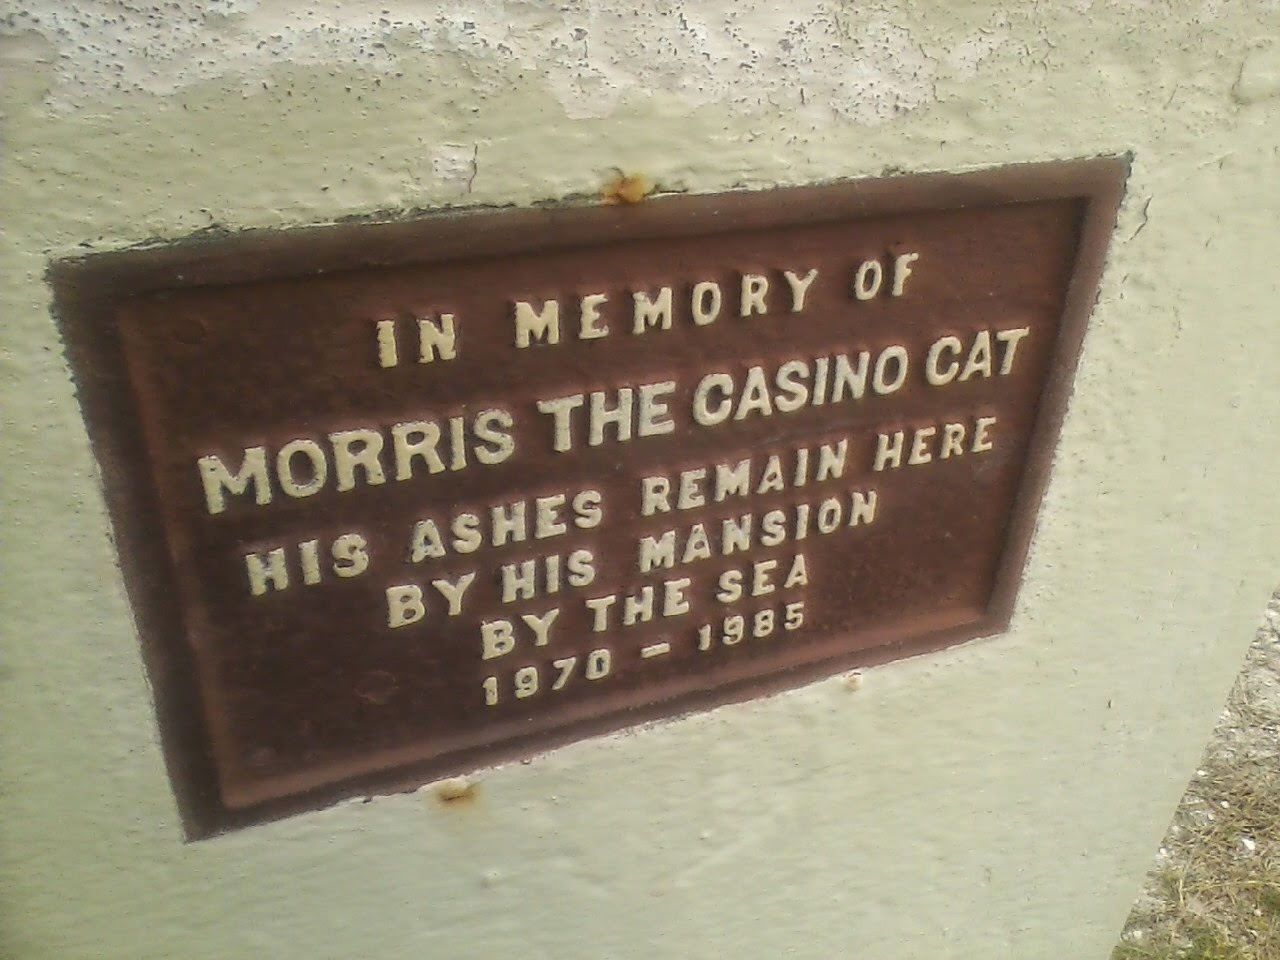 IN MEMORY OF
MORRIS THE CASINO CAT
HIS ASHES REMAIN HERE
BY HIS MANSION
BY THE SEA
1970 - 1985